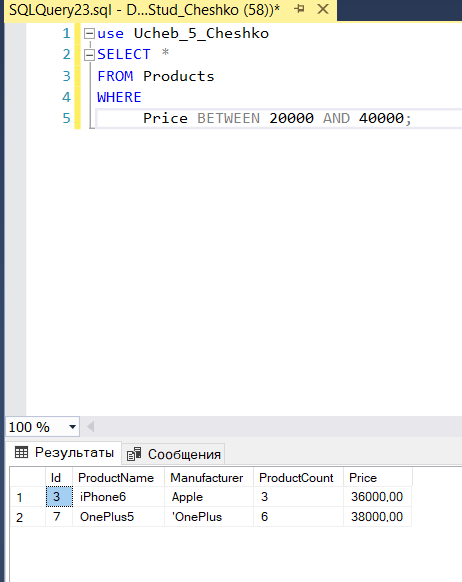 SQLQuery23.sql - D...Stud_Cheshko (58))*
1 use Ucheb_5_Cheshko
2 SELECT *
3 FROM Products
4 WHERE
5 Price BETWEEN 20000 AND 40000;
100 %
Результаты Сообщения
Id ProductName Manufacturer ProductCount Price
1 3 iPhone6 Apple 3 36000,00
2 7 OnePlus5 'OnePlus 6 38000,00